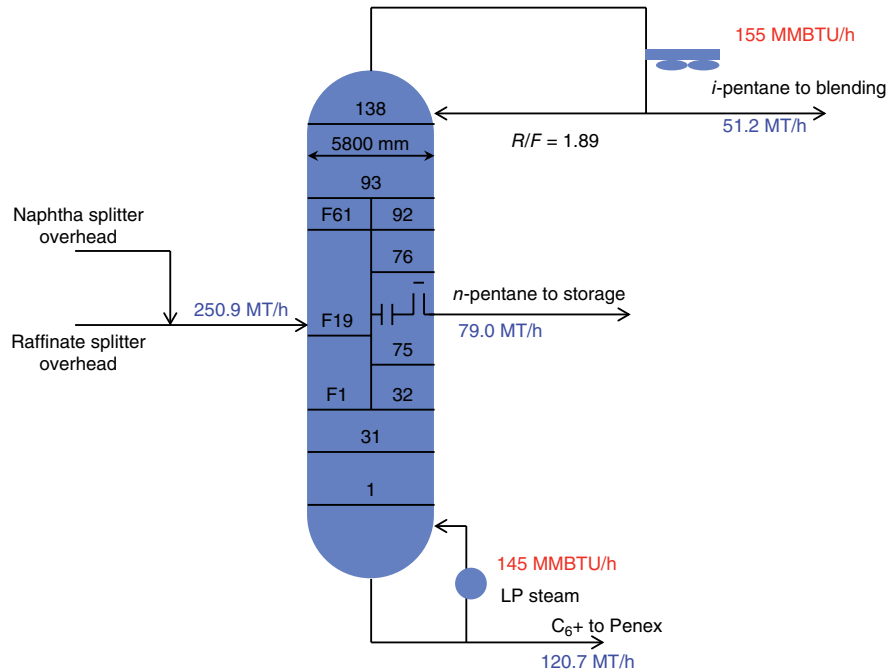 155 MMBTU/h
i-pentane to blending
138
51.2 MT/h
R/F = 1.89
5800 mm
93
Naphtha splitter
overhead
F61
92
76
n-pentane to storage
250.9 MT/h
F19
79.0 MT/h
Raffinate splitter
overhead
75
F1
32
31
1
145 MMBTU/h
LP steam
C₆+ to Penex
120.7 MT/h